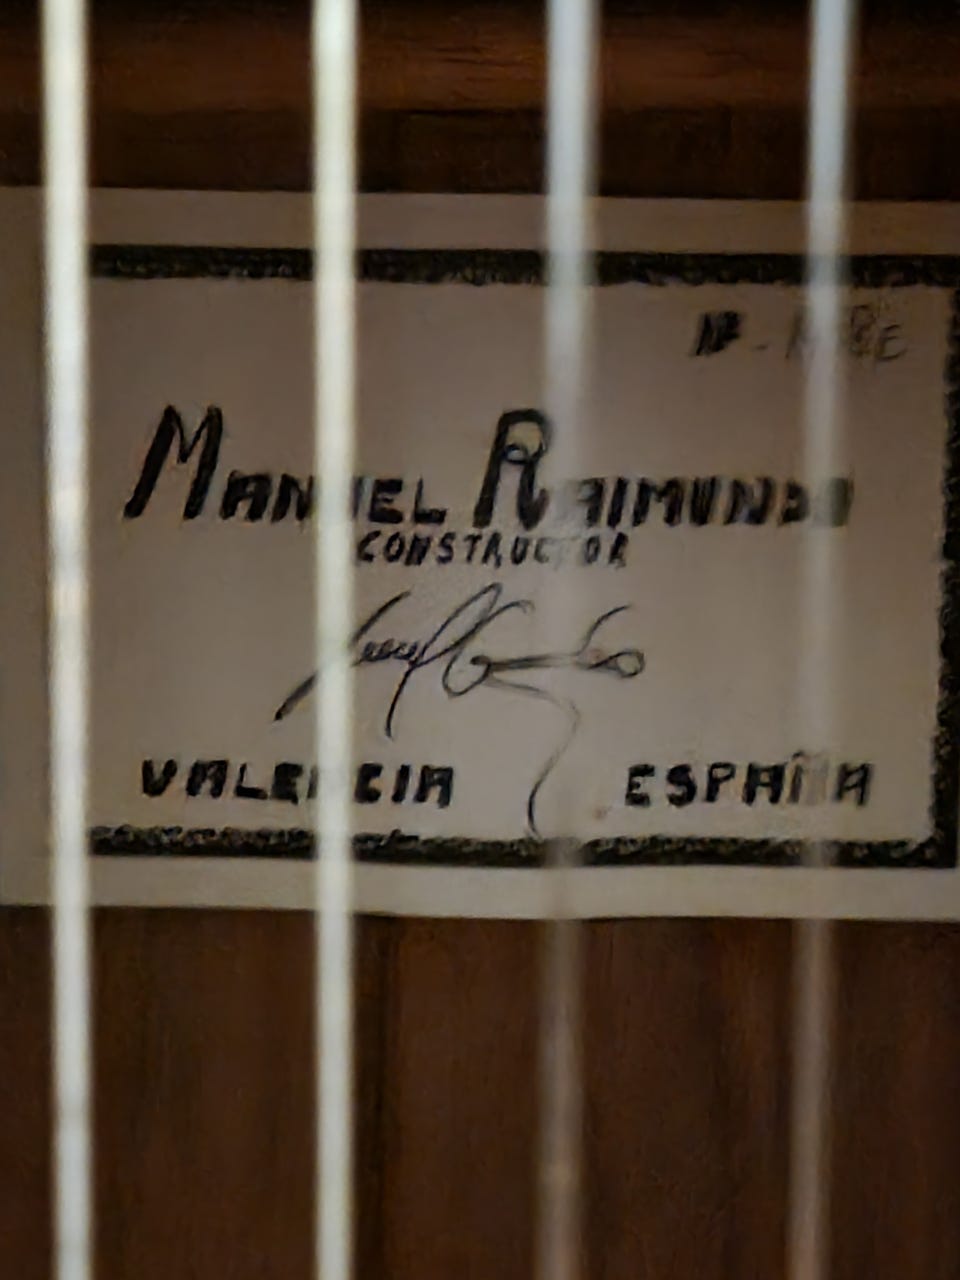 MANUEL RAIMUNDO
CONSTRUCTOR
VALENCIA ESPAÑA